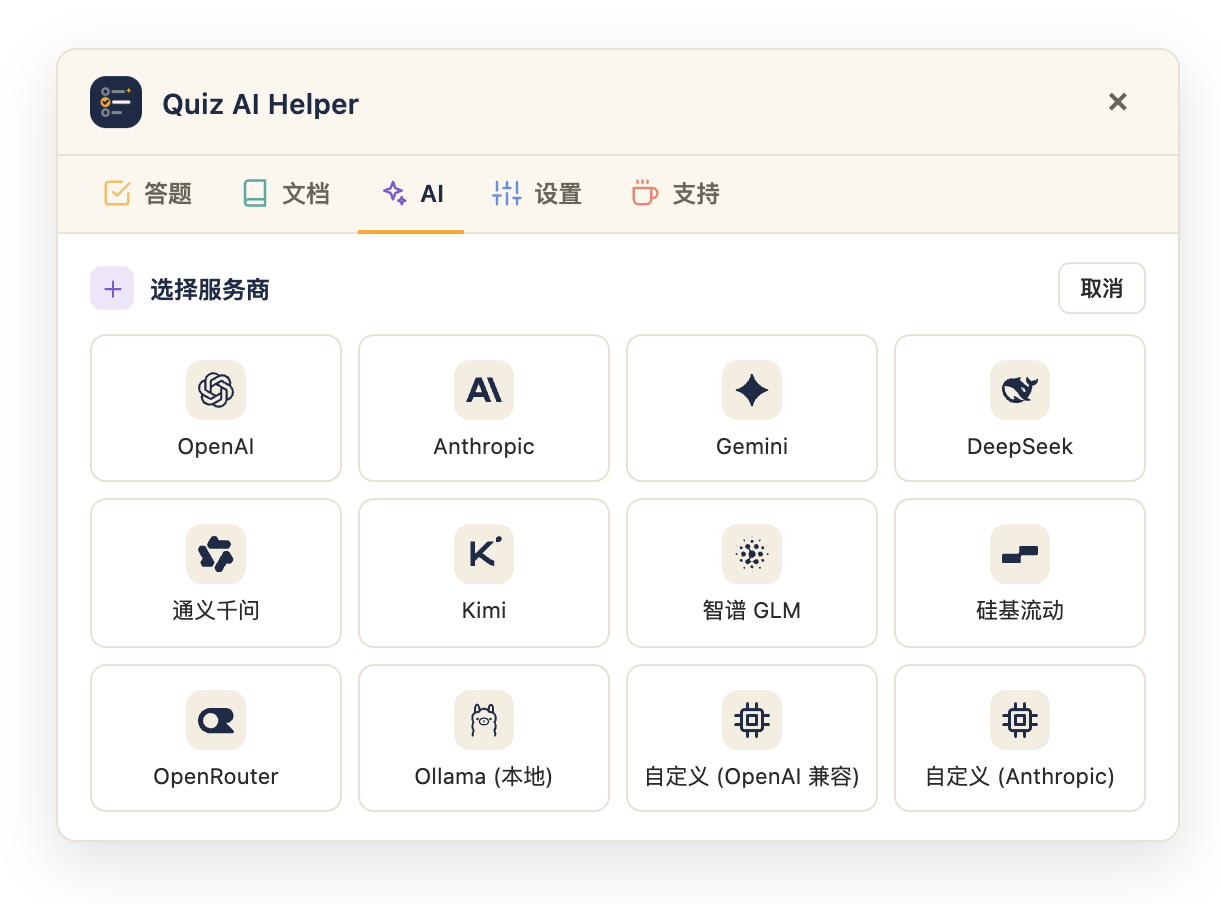 Quiz AI Helper
答题 文档 AI 设置 支持
选择服务商 取消
OpenAI Anthropic Gemini DeepSeek
通义千问 Kimi 智谱 GLM 硅基流动
OpenRouter Ollama (本地) 自定义 (OpenAI 兼容) 自定义 (Anthropic)